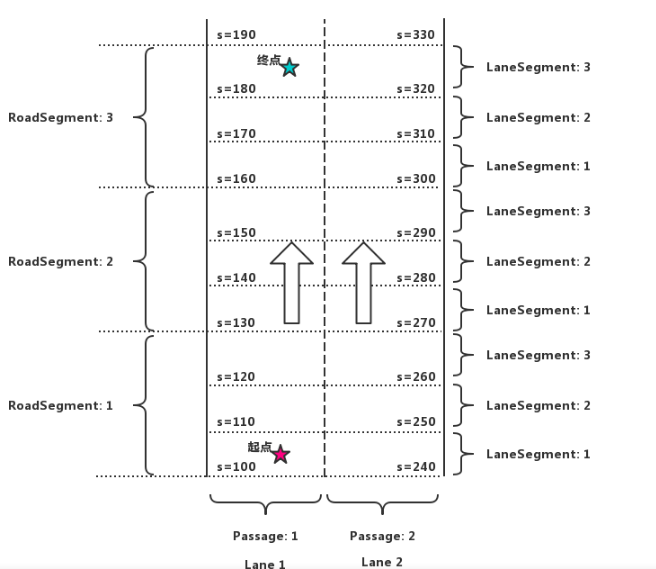 s=190 s=330
终点
LaneSegment: 3
s=180 s=320
RoadSegment: 3 LaneSegment: 2
s=170 s=310
LaneSegment: 1
s=160 s=300
LaneSegment: 3
s=150 s=290
RoadSegment: 2 LaneSegment: 2
s=140 s=280
LaneSegment: 1
s=130 s=270
LaneSegment: 3
s=120 s=260
RoadSegment: 1 LaneSegment: 2
s=110 s=250
起点
LaneSegment: 1
s=100 s=240
Passage: 1 Passage: 2
Lane 1 Lane 2